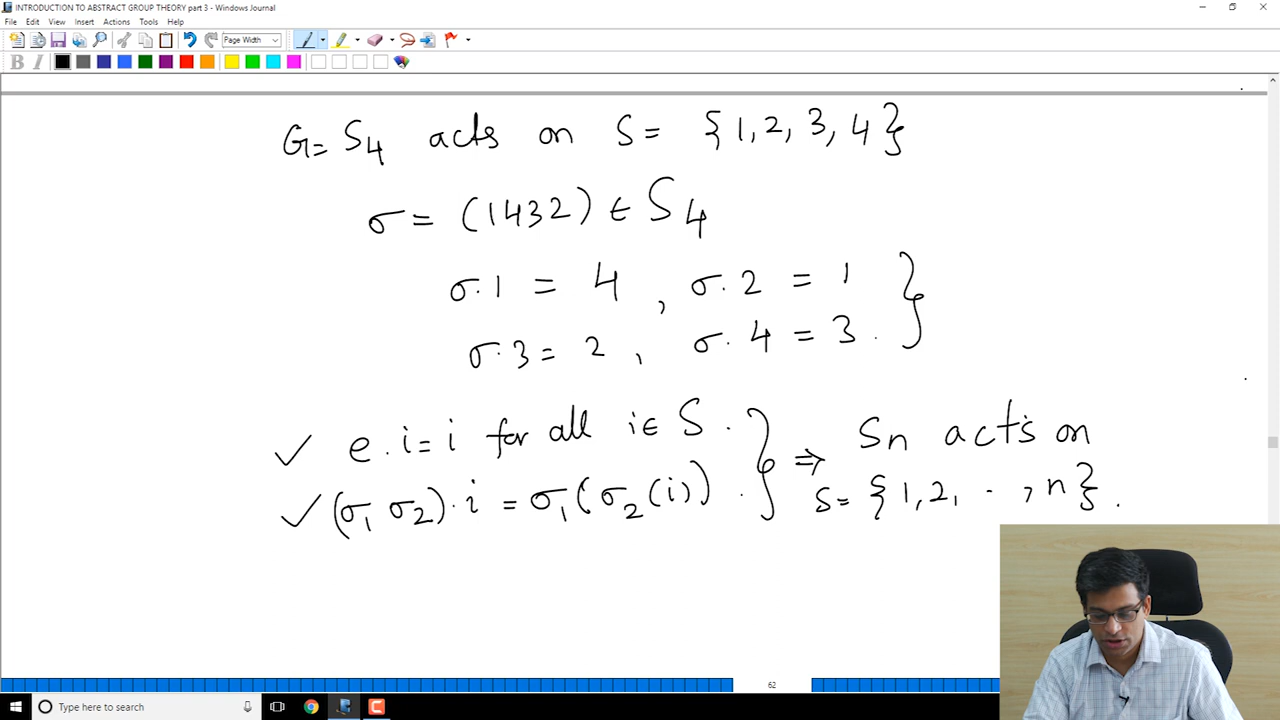 INTRODUCTION TO ABSTRACT GROUP THEORY part 3 - Windows Journal
File Edit View Insert Actions Tools Help
Page Width
B I
G= S4 acts on S= {1,2,3,4}
σ= (1432) ∈ S4
σ.1 = 4 , σ.2 = 1
σ.3= 2 , σ.4 = 3.
e.i= i for all i∈ S.
(σ1 σ2).i = σ1(σ2(i)).
⇒ Sn acts on
S= {1,2, .. ,n}.
62
Type here to search